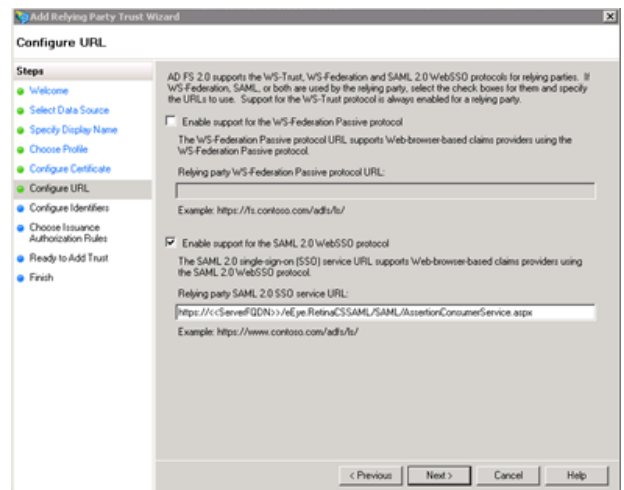 Add Relying Party Trust Wizard
Configure URL
Steps
Welcome
Select Data Source
Specify Display Name
Choose Profile
Configure Certificate
Configure URL
Configure Identifiers
Choose Issuance
Authorization Rules
Ready to Add Trust
Finish
AD FS 2.0 supports the WS-Trust, WS-Federation and SAML 2.0 WebSSO protocols for relying parties. If
WS-Federation, SAML, or both are used by the relying party, select the check boxes for them and specify
the URLs to use. Support for the WS-Trust protocol is always enabled for a relying party.
Enable support for the WS-Federation Passive protocol
The WS-Federation Passive protocol URL supports Web-browser-based claims providers using the
WS-Federation Passive protocol.
Relying party WS-Federation Passive protocol URL:
Example: https://fs.contoso.com/adfs/ls/
Enable support for the SAML 2.0 WebSSO protocol
The SAML 2.0 single-sign-on (SSO) service URL supports Web-browser-based claims providers using
the SAML 2.0 WebSSO protocol.
Relying party SAML 2.0 SSO service URL:
https://<<ServerFQDN>>/eEye.RetinaCSSAML/SAML/AssertionConsumerService.aspx
Example: https://www.contoso.com/adfs/ls/
< Previous
Next >
Cancel
Help